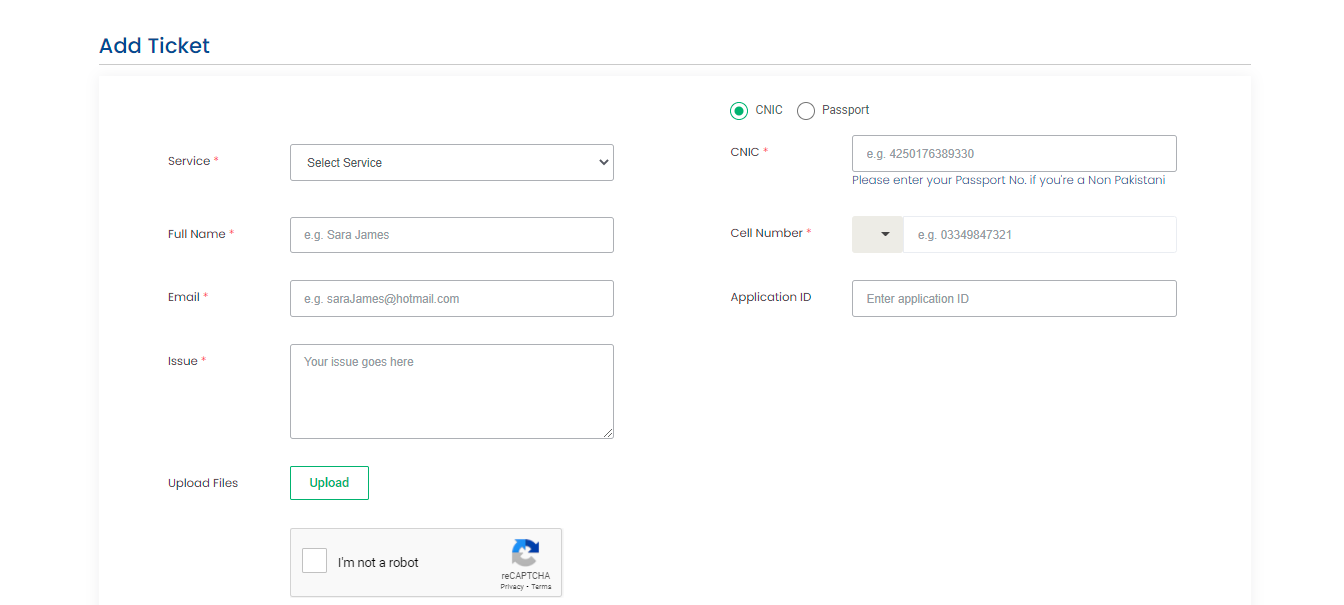 Add Ticket
CNIC Passport
Service *
Select Service
CNIC *
e.g. 4250176389330
Please enter your Passport No. if you're a Non Pakistani
Full Name *
e.g. Sara James
Cell Number *
e.g. 03349847321
Email *
e.g. saraJames@hotmail.com
Application ID
Enter application ID
Issue *
Your issue goes here
Upload Files
Upload
I'm not a robot
reCAPTCHA
Privacy - Terms